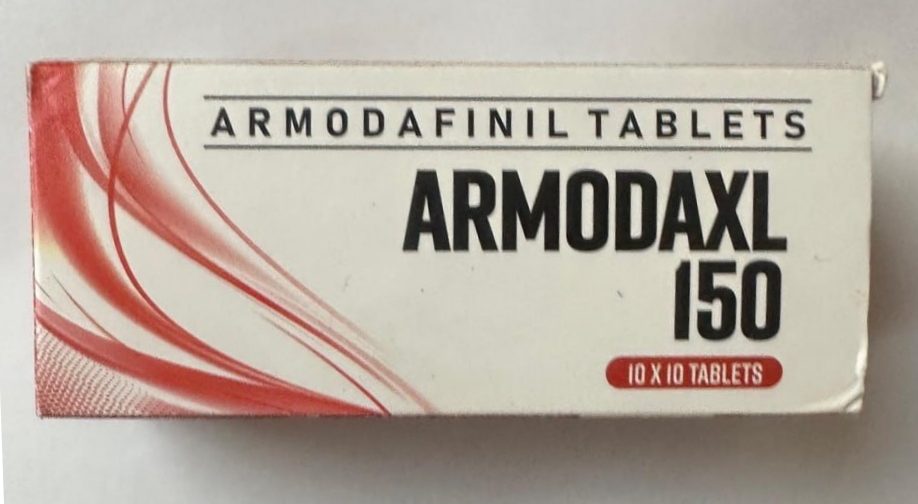 ARMODAFINIL TABLETS
ARMODAXL
150
10 X 10 TABLETS